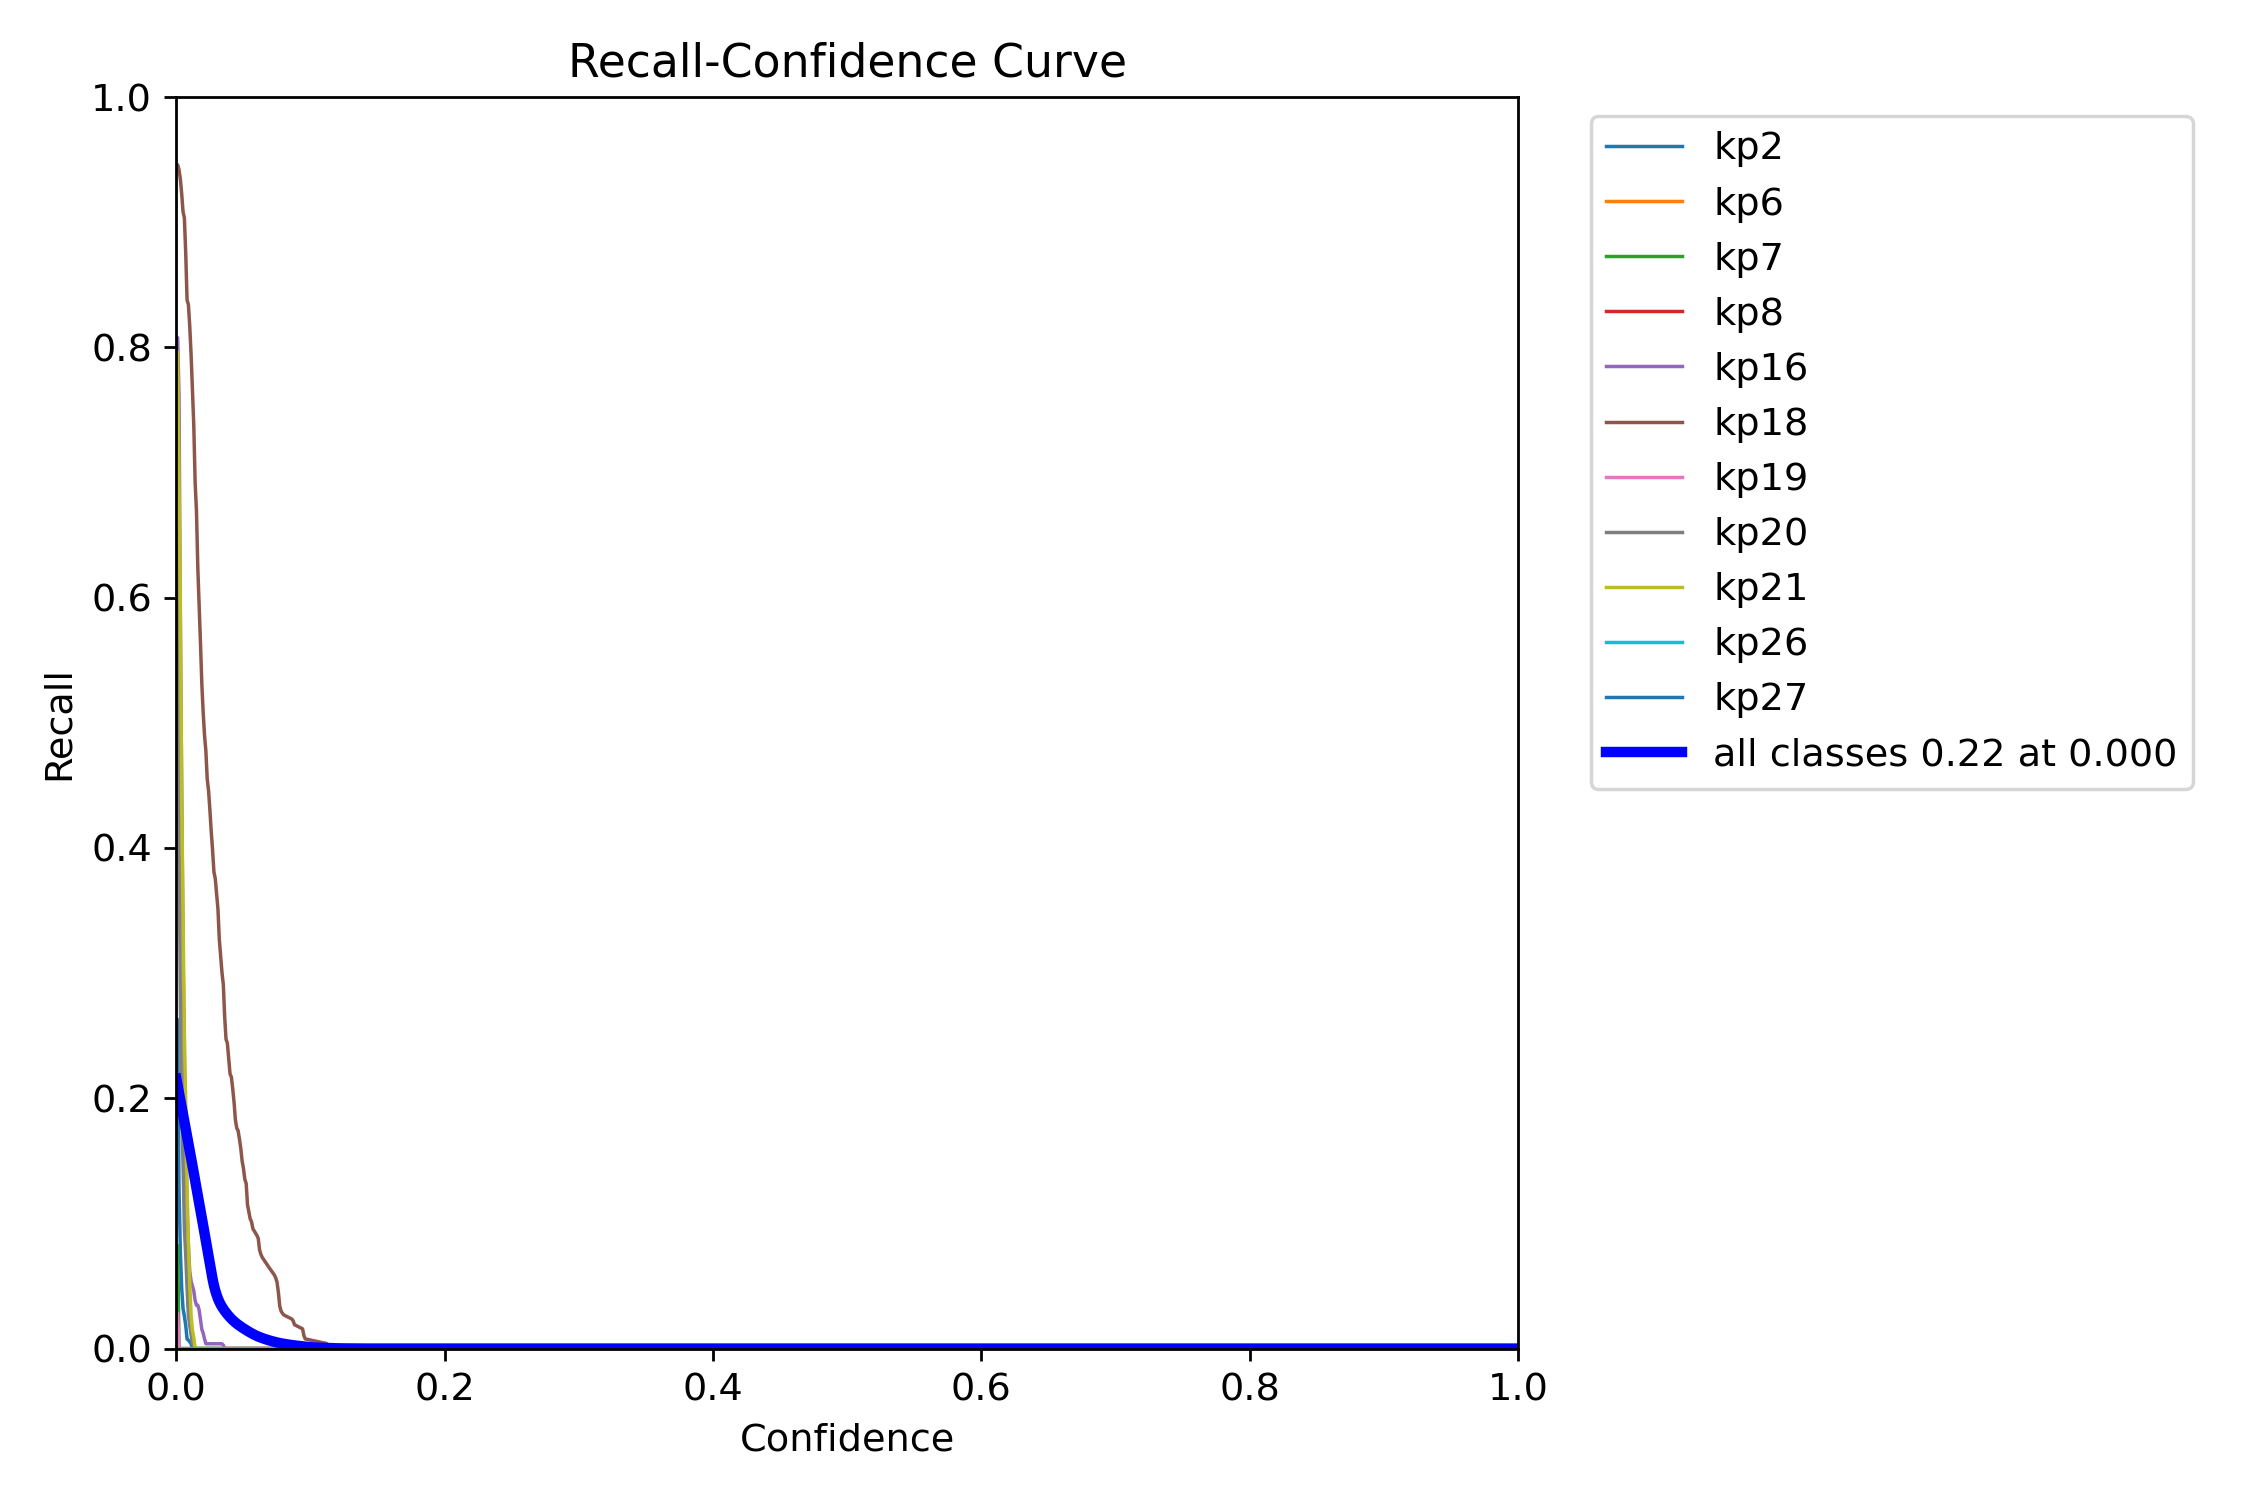 Recall-Confidence Curve
1.0
0.8
0.6
0.4
0.2
0.0
Recall
0.0 0.2 0.4 0.6 0.8 1.0
Confidence
kp2
kp6
kp7
kp8
kp16
kp18
kp19
kp20
kp21
kp26
kp27
all classes 0.22 at 0.000